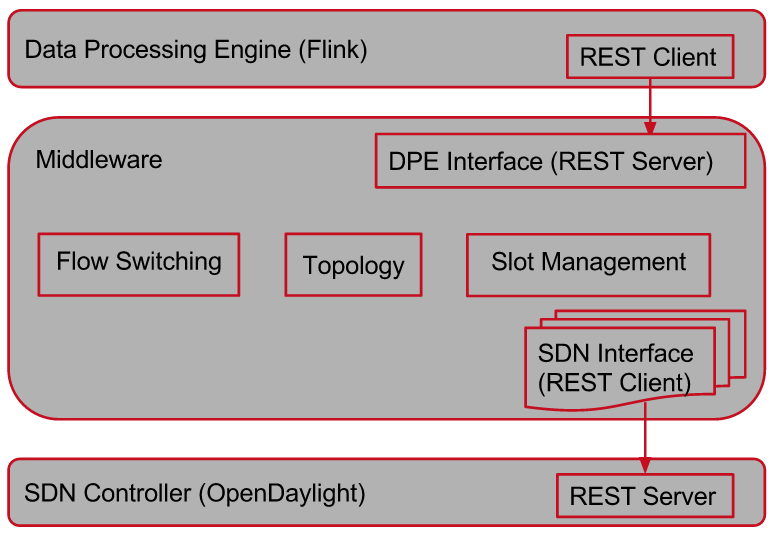 Data Processing Engine (Flink)
REST Client
Middleware
DPE Interface (REST Server)
Flow Switching
Topology
Slot Management
SDN Interface
(REST Client)
SDN Controller (OpenDaylight)
REST Server